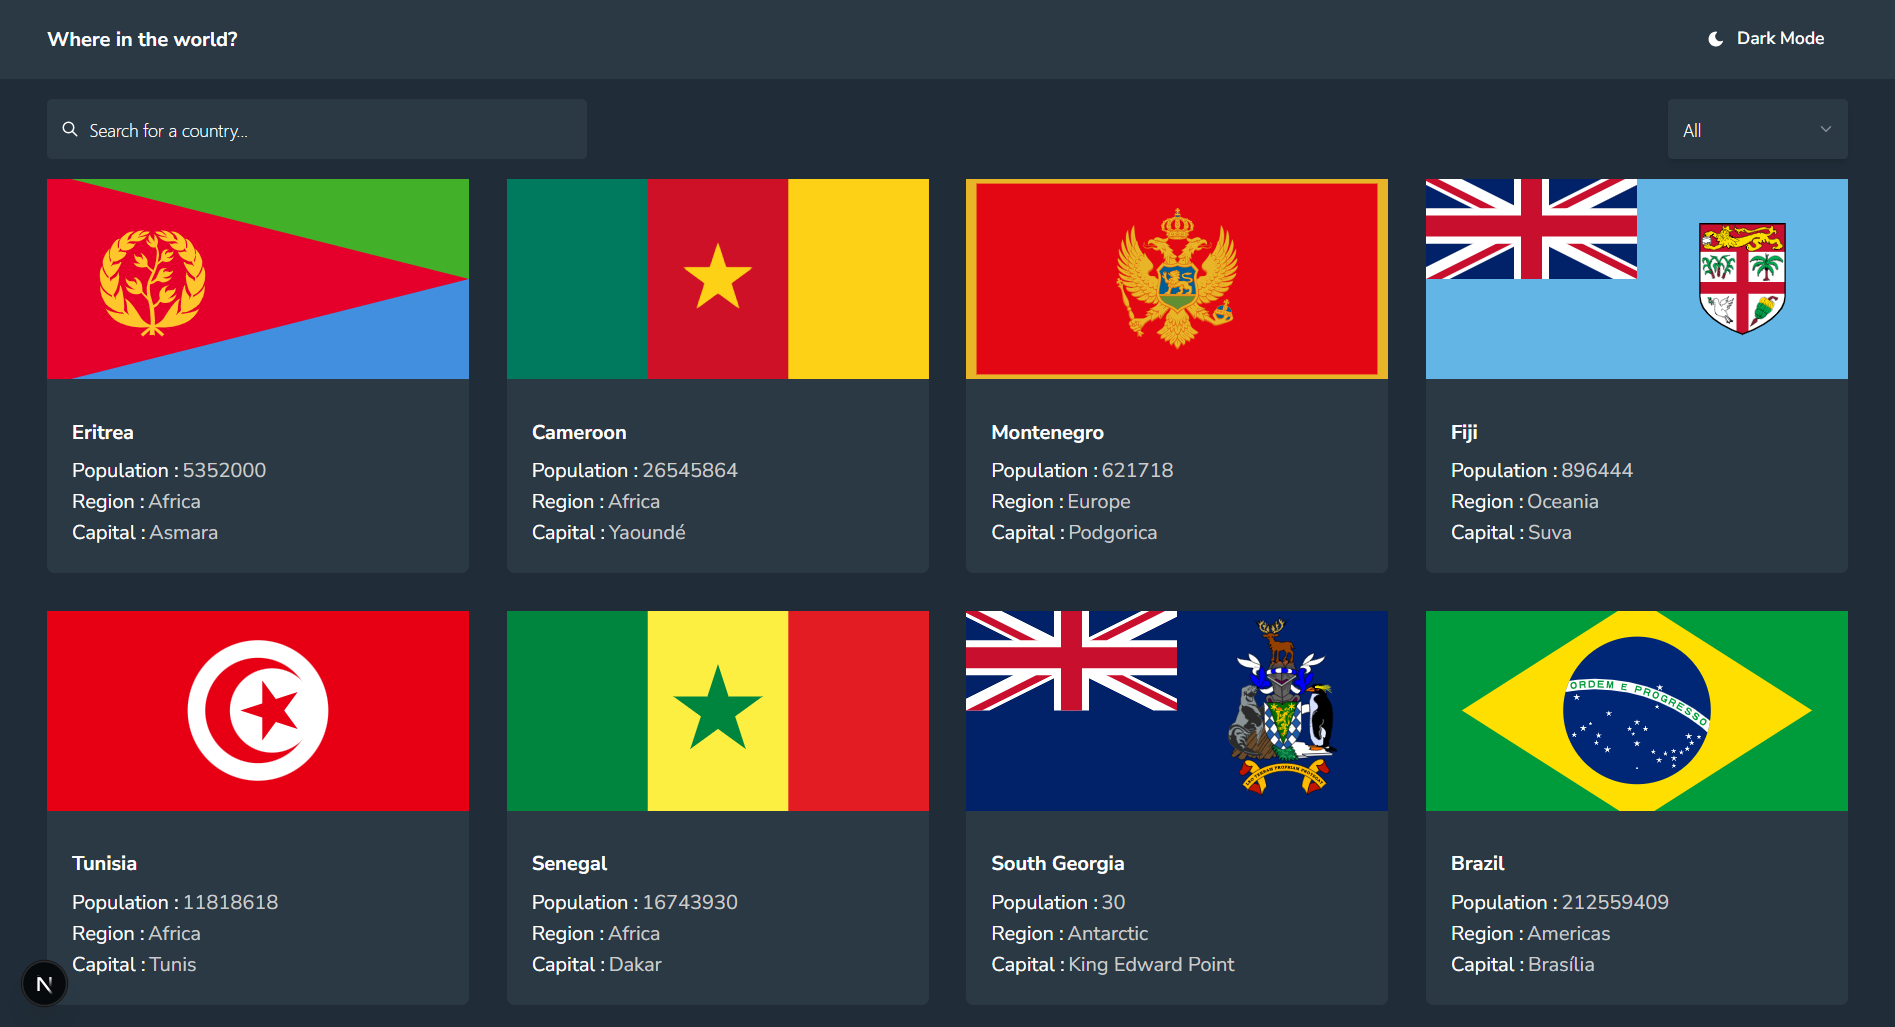 Where in the world?
Dark Mode
Search for a country...
All
Eritrea
Population : 5352000
Region : Africa
Capital : Asmara
Cameroon
Population : 26545864
Region : Africa
Capital : Yaoundé
Montenegro
Population : 621718
Region : Europe
Capital : Podgorica
Fiji
Population : 896444
Region : Oceania
Capital : Suva
ORDEM E PROGRESSO
Tunisia
Population : 11818618
Region : Africa
Capital : Tunis
Senegal
Population : 16743930
Region : Africa
Capital : Dakar
South Georgia
Population : 30
Region : Antarctic
Capital : King Edward Point
Brazil
Population : 212559409
Region : Americas
Capital : Brasília
N